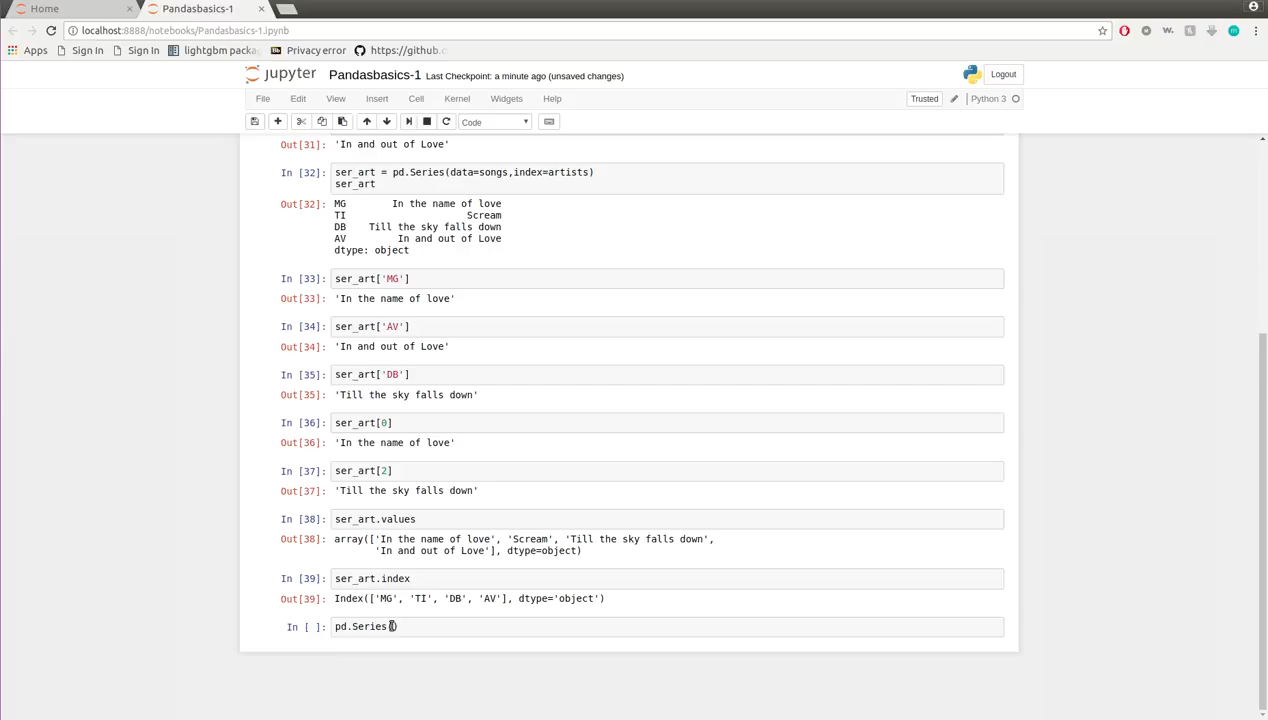 Home
Pandasbasics-1
localhost:8888/notebooks/Pandasbasics-1.ipynb
Apps Sign In Sign In lightgbm packa Privacy error https://github.
jupyter Pandasbasics-1 Last Checkpoint: a minute ago (unsaved changes) Logout
File Edit View Insert Cell Kernel Widgets Help Trusted Python 3
Code
Out[31]: 'In and out of Love'
In [32]: ser_art = pd.Series(data=songs,index=artists)
ser_art
Out[32]: MG In the name of love
TI Scream
DB Till the sky falls down
AV In and out of Love
dtype: object
In [33]: ser_art['MG']
Out[33]: 'In the name of love'
In [34]: ser_art['AV']
Out[34]: 'In and out of Love'
In [35]: ser_art['DB']
Out[35]: 'Till the sky falls down'
In [36]: ser_art[0]
Out[36]: 'In the name of love'
In [37]: ser_art[2]
Out[37]: 'Till the sky falls down'
In [38]: ser_art.values
Out[38]: array(['In the name of love', 'Scream', 'Till the sky falls down',
'In and out of Love'], dtype=object)
In [39]: ser_art.index
Out[39]: Index(['MG', 'TI', 'DB', 'AV'], dtype='object')
In [ ]: pd.Series()